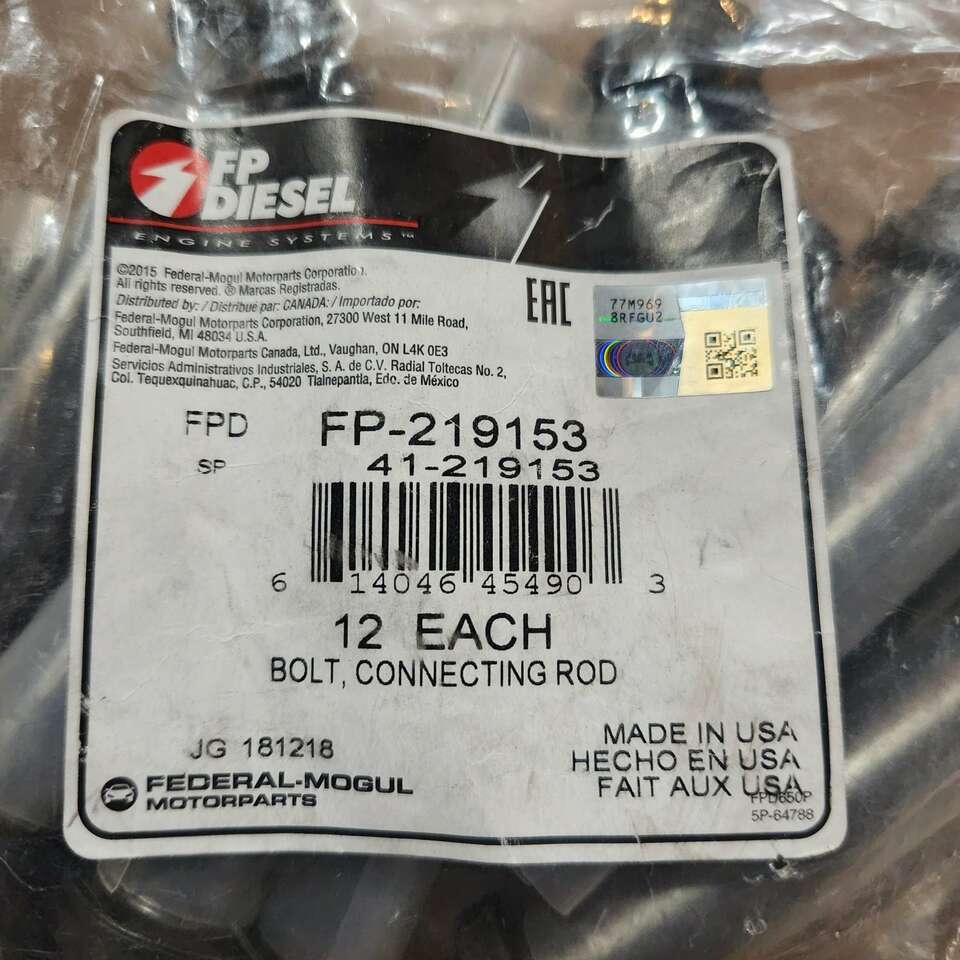 FP
DIESEL
ENGINE SYSTEMS™
©2015 Federal-Mogul Motorparts Corporation.
All rights reserved. ® Marcas Registradas.
Distributed by: / Distribué par: CANADA: / Importado por:
Federal-Mogul Motorparts Corporation, 27300 West 11 Mile Road,
Southfield, MI 48034 U.S.A.
Federal-Mogul Motorparts Canada, Ltd., Vaughan, ON L4K 0E3
Servicios Administrativos Industriales, S. A. de C.V. Radial Toltecas No. 2,
Col. Tequexquinahuac, C.P., 54020 Tlalnepantla, Edo. de México
EAC
77M969
8RFGU2
FPD FP-219153
SP 41-219153
6 14046 45490 3
12 EACH
BOLT, CONNECTING ROD
JG 181218
FEDERAL-MOGUL
MOTORPARTS
MADE IN USA
HECHO EN USA
FAIT AUX USA
FPD650P
5P-64788